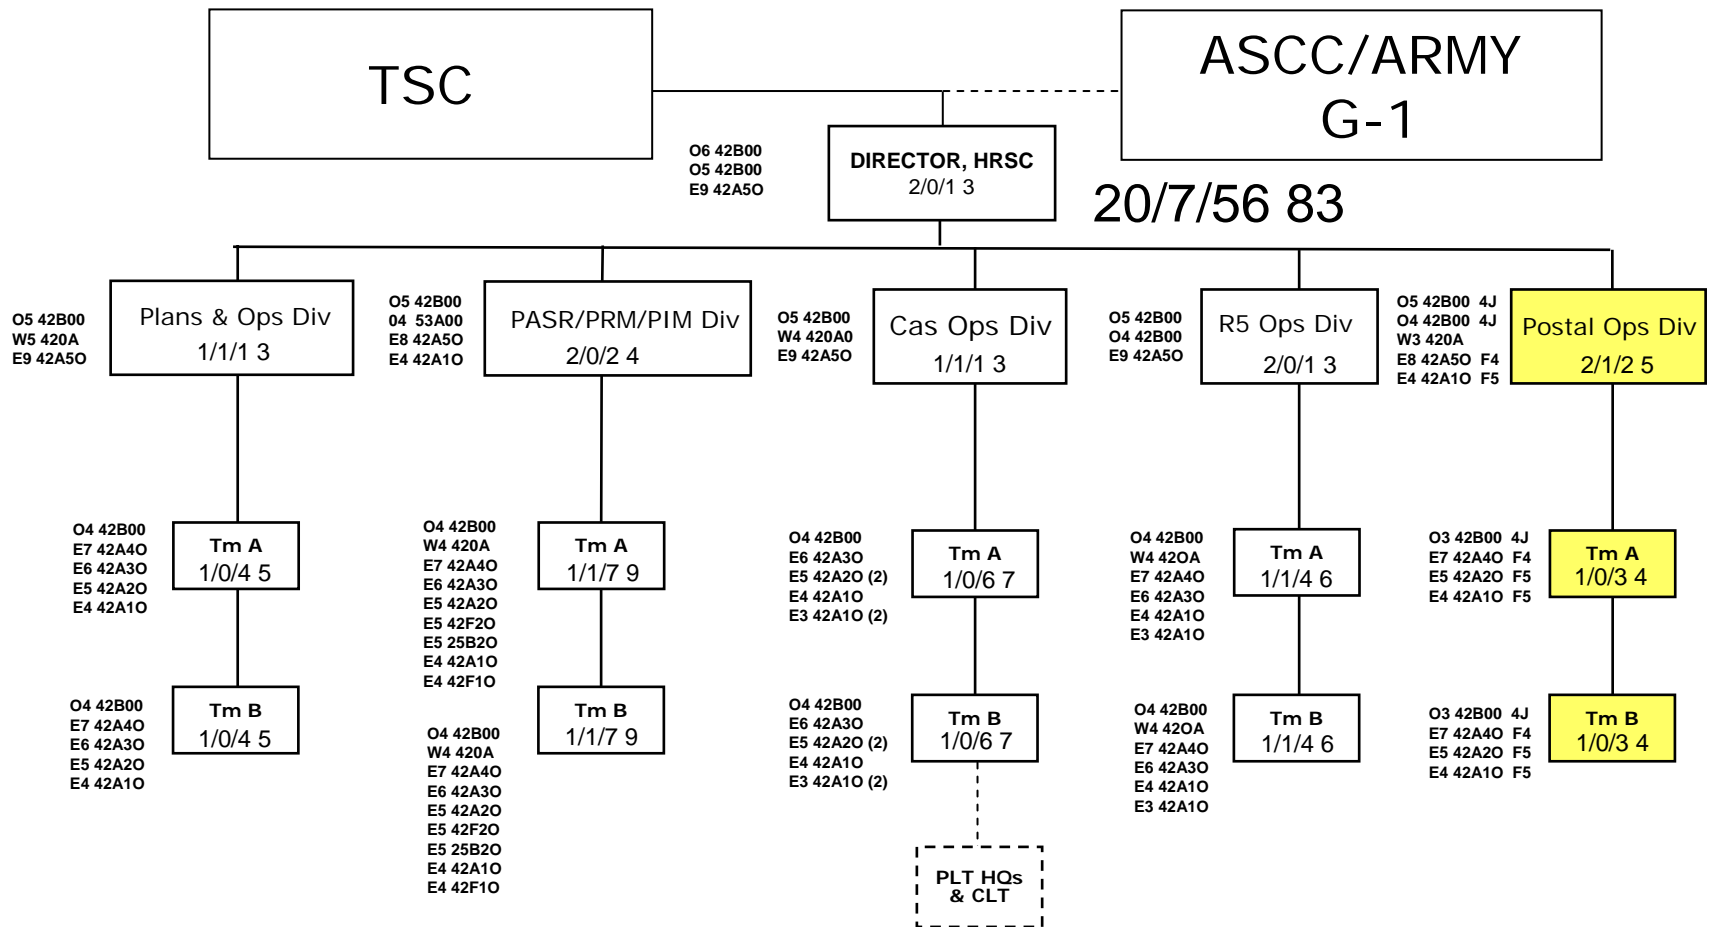 TSC
ASCC/ARMY
G-1
O6 42B00
O5 42B00
E9 42A5O
DIRECTOR, HRSC
2/0/1 3
20/7/56 83
O5 42B00
W5 420A
E9 42A5O
Plans & Ops Div
1/1/1 3
O5 42B00
04 53A00
E8 42A5O
E4 42A1O
PASR/PRM/PIM Div
2/0/2 4
O5 42B00
W4 420A0
E9 42A5O
Cas Ops Div
1/1/1 3
O5 42B00
O4 42B00
E9 42A5O
R5 Ops Div
2/0/1 3
O5 42B00 4J
O4 42B00 4J
W3 420A
E8 42A5O F4
E4 42A1O F5
Postal Ops Div
2/1/2 5
O4 42B00
E7 42A4O
E6 42A3O
E5 42A2O
E4 42A1O
Tm A
1/0/4 5
O4 42B00
W4 420A
E7 42A4O
E6 42A3O
E5 42A2O
E5 42F2O
E5 25B2O
E4 42A1O
E4 42F1O
Tm A
1/1/7 9
O4 42B00
E6 42A3O
E5 42A2O (2)
E4 42A1O
E3 42A1O (2)
Tm A
1/0/6 7
O4 42B00
W4 42OA
E7 42A4O
E6 42A3O
E4 42A1O
E3 42A1O
Tm A
1/1/4 6
O3 42B00 4J
E7 42A4O F4
E5 42A2O F5
E4 42A1O F5
Tm A
1/0/3 4
O4 42B00
E7 42A4O
E6 42A3O
E5 42A2O
E4 42A1O
Tm B
1/0/4 5
O4 42B00
W4 420A
E7 42A4O
E6 42A3O
E5 42A2O
E5 42F2O
E5 25B2O
E4 42A1O
E4 42F1O
Tm B
1/1/7 9
O4 42B00
E6 42A3O
E5 42A2O (2)
E4 42A1O
E3 42A1O (2)
Tm B
1/0/6 7
O4 42B00
W4 42OA
E7 42A4O
E6 42A3O
E4 42A1O
E3 42A1O
Tm B
1/1/4 6
O3 42B00 4J
E7 42A4O F4
E5 42A2O F5
E4 42A1O F5
Tm B
1/0/3 4
PLT HQs
& CLT